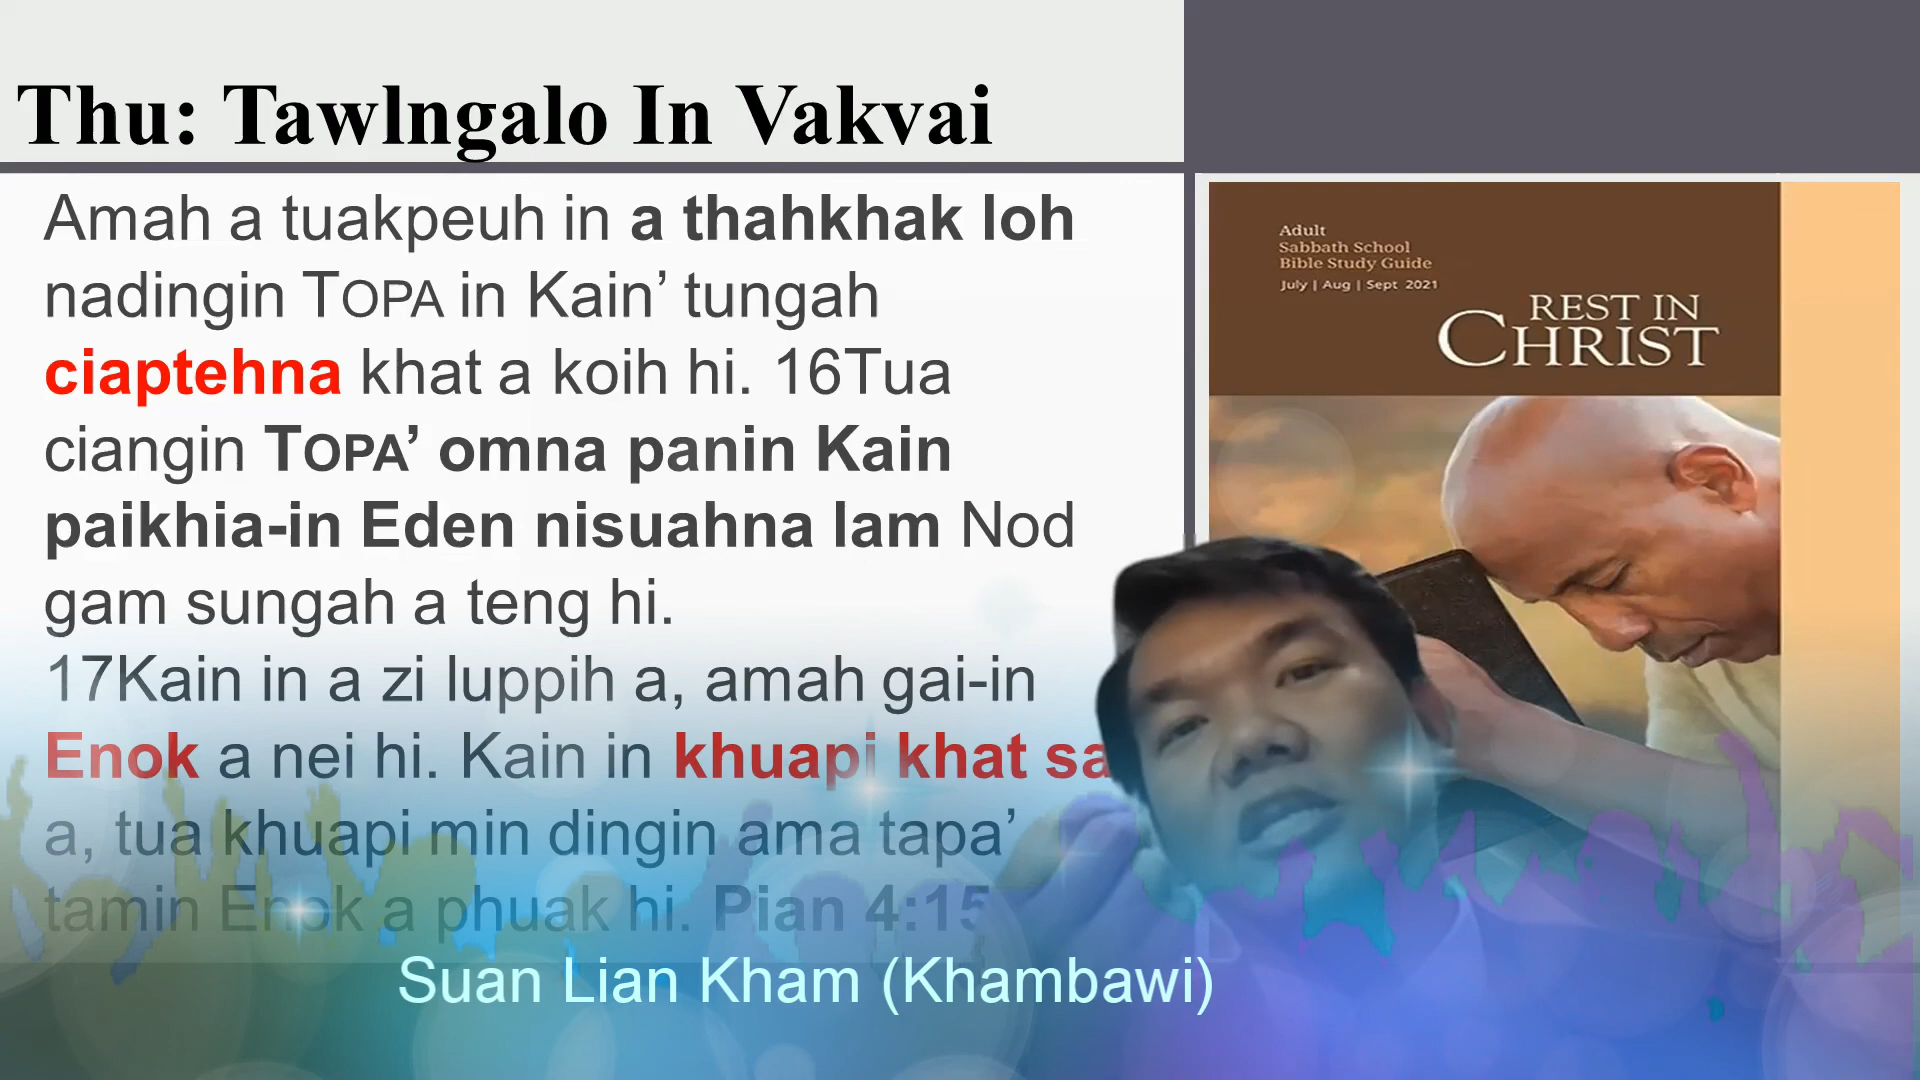 Thu: Tawlngalo In Vakvai
Amah a tuakpeuh in a thahkhak loh
nadingin TOPA in Kain’ tungah
ciaptehna khat a koih hi. 16Tua
ciangin TOPA’ omna panin Kain
paikhia-in Eden nisuahna lam Nod
gam sungah a teng hi.
17Kain in a zi luppih a, amah gai-in
Enok a nei hi. Kain in khuapi khat sa
a, tua khuapi min dingin ama tapa’
tamin Enok a phuak hi. Pian 4:15
Suan Lian Kham (Khambawi)
Adult
Sabbath School
Bible Study Guide
July | Aug | Sept 2021
REST IN
CHRIST